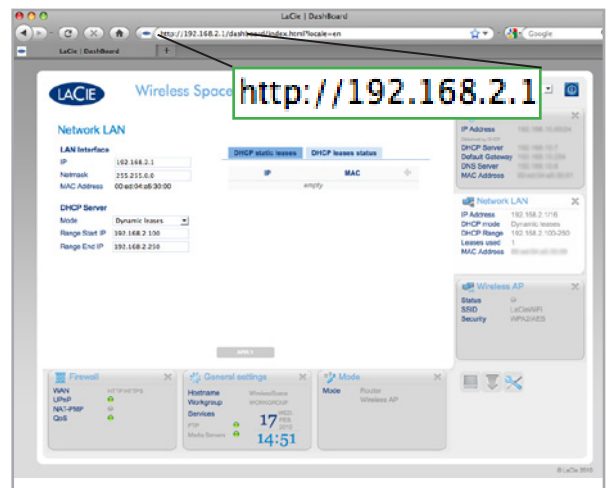 LaCie | DashBoard
http://192.168.2.1/dashboard/index.html?locale=en
Google
LaCie | DashBoard
http://192.168.2.1
LACIE
Wireless Space
Network LAN
LAN Interface
IP 192.168.2.1
Netmask 255.255.0.0
MAC Address 00:ed:04:a6:30:00
DHCP Server
Mode Dynamic leases
Range Start IP 192.168.2.100
Range End IP 192.168.2.250
DHCP static leases DHCP leases status
IP MAC
empty
APPLY
IP Address
DHCP Server
Default Gateway
DNS Server
MAC Address
Network LAN
IP Address 192.168.2.1/16
DHCP mode Dynamic leases
DHCP Range 192.168.2.100-250
Leases used 1
MAC Address
Wireless AP
Status
SSID LaCieWiFi
Security WPA2/AES
Firewall
WAN HTTP HTTPS
UPnP
NAT-PMP
QoS
General settings
Hostname WirelessSpace
Workgroup WORKGROUP
Services
FTP
Media Servers
17 WED. FEB 2010
14:51
Mode
Mode Router
Wireless AP
© LaCie 2010